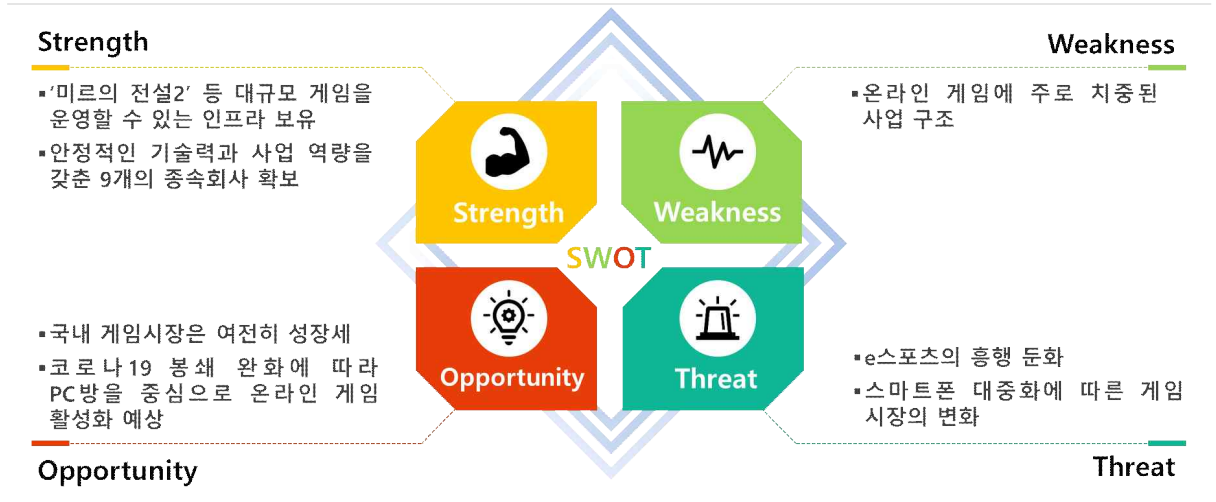 Strength
▪‘미르의 전설2’ 등 대규모 게임을
운영할 수 있는 인프라 보유
▪안정적인 기술력과 사업 역량을
갖춘 9개의 종속회사 확보
Weakness
▪온라인 게임에 주로 치중된
사업 구조
Strength
Weakness
SWOT
Opportunity
Threat
▪국내 게임시장은 여전히 성장세
▪코로나19 봉쇄 완화에 따라
PC방을 중심으로 온라인 게임
활성화 예상
Opportunity
▪e스포츠의 흥행 둔화
▪스마트폰 대중화에 따른 게임
시장의 변화
Threat